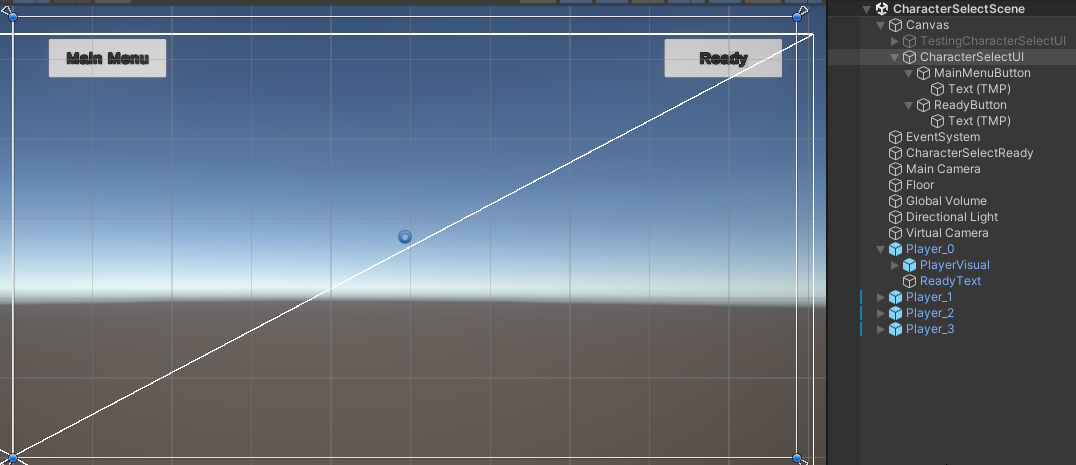 Main Menu
Ready
CharacterSelectScene
Canvas
TestingCharacterSelectUI
CharacterSelectUI
MainMenuButton
Text (TMP)
ReadyButton
Text (TMP)
EventSystem
CharacterSelectReady
Main Camera
Floor
Global Volume
Directional Light
Virtual Camera
Player_0
PlayerVisual
ReadyText
Player_1
Player_2
Player_3